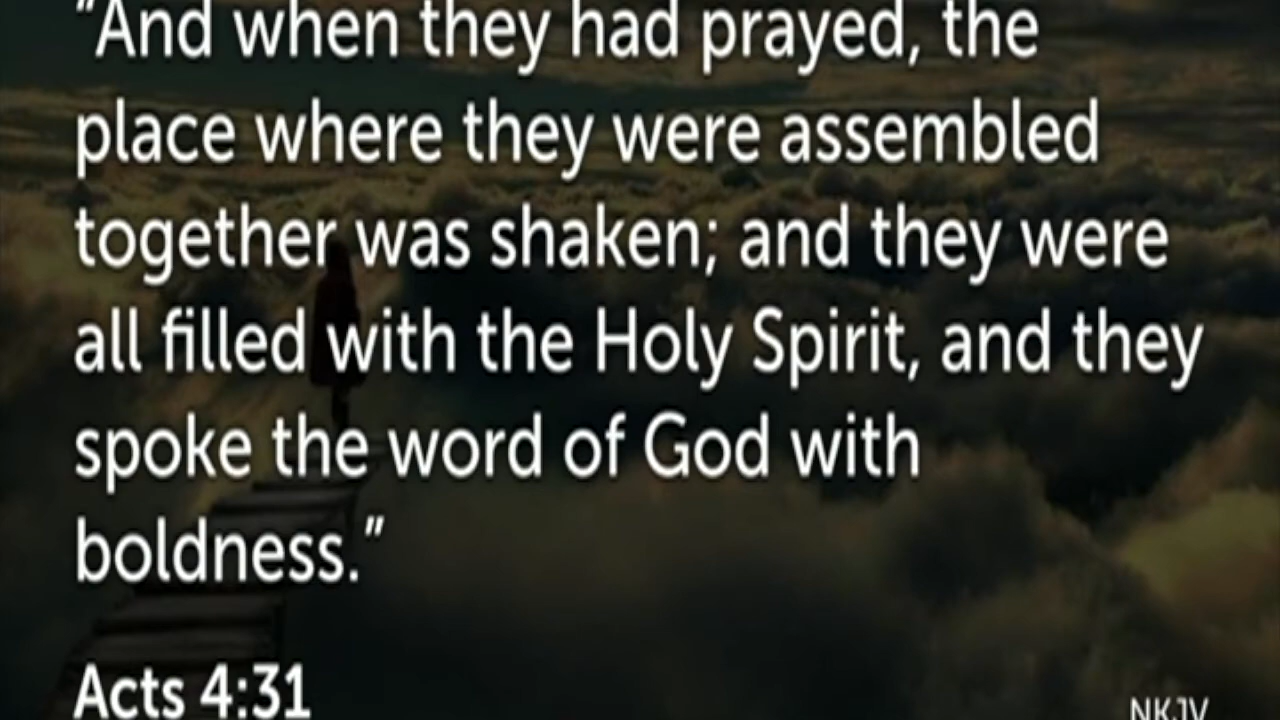 “And when they had prayed, the
place where they were assembled
together was shaken; and they were
all filled with the Holy Spirit, and they
spoke the word of God with
boldness.”
Acts 4:31
NKJV